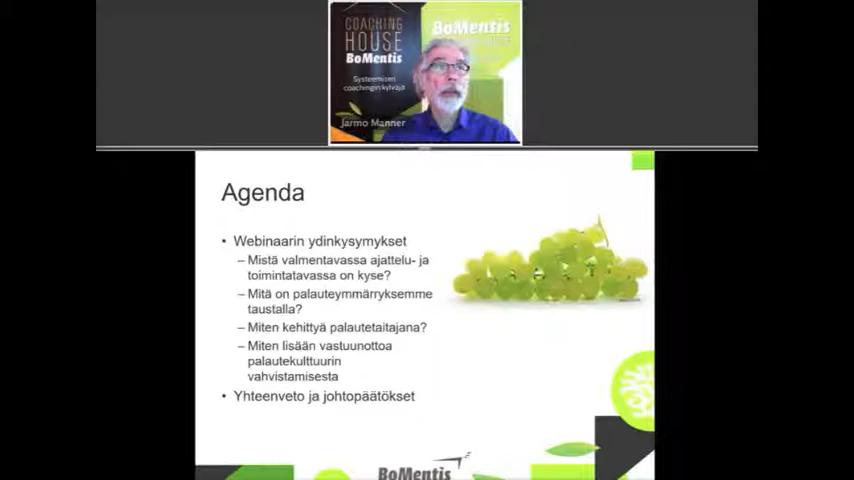 COACHING
HOUSE
BoMentis
Systeemisen
coachingin kylväjä
BoMentis
Jarmo Manner
Agenda
• Webinaarin ydinkysymykset
– Mistä valmentavassa ajattelu- ja
toimintatavassa on kyse?
– Mitä on palauteymmärryksemme
taustalla?
– Miten kehittyä palautetaitajana?
– Miten lisään vastuunottoa
palautekulttuurin
vahvistamisesta
• Yhteenveto ja johtopäätökset
BoMentis